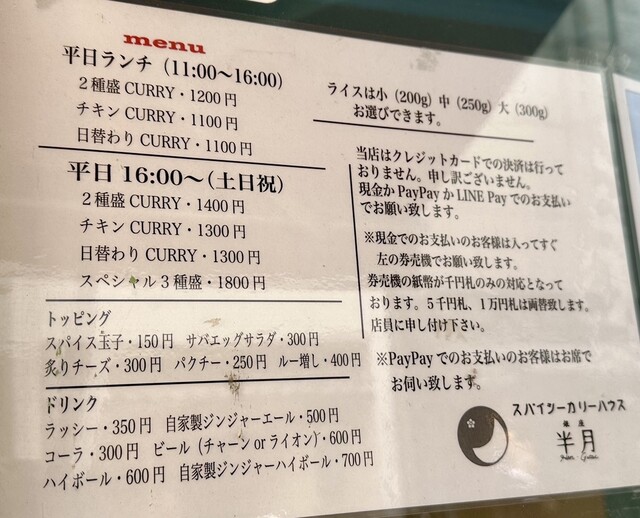 menu
平日ランチ（11:00〜16:00）
２種盛 CURRY・1200円
チキン CURRY・1100円
日替わり CURRY・1100円
平日 16:00〜（土日祝）
２種盛 CURRY・1400円
チキン CURRY・1300円
日替わり CURRY・1300円
スペシャル３種盛・1800円
トッピング
スパイス玉子・150円 サバエッグサラダ・300円
炙りチーズ・300円 パクチー・250円 ルー増し・400円
ドリンク
ラッシー・350円 自家製ジンジャーエール・500円
コーラ・300円 ビール（チャーン or ライオン）・600円
ハイボール・600円 自家製ジンジャーハイボール・700円
ライスは小（200g）中（250g）大（300g）
お選びできます。
当店はクレジットカードでの決済は行って
おりません。申し訳ございません。
現金か PayPay か LINE Pay でのお支払い
でお願い致します。
※現金でのお支払いのお客様は入ってすぐ
左の券売機でお願い致します。
券売機の紙幣が千円札のみの対応となって
おります。５千円札、１万円札は両替致します。
店員に申し付け下さい。
※PayPay でのお支払いのお客様はお席で
お伺い致します。
スパイシーカリーハウス
銀座
半月